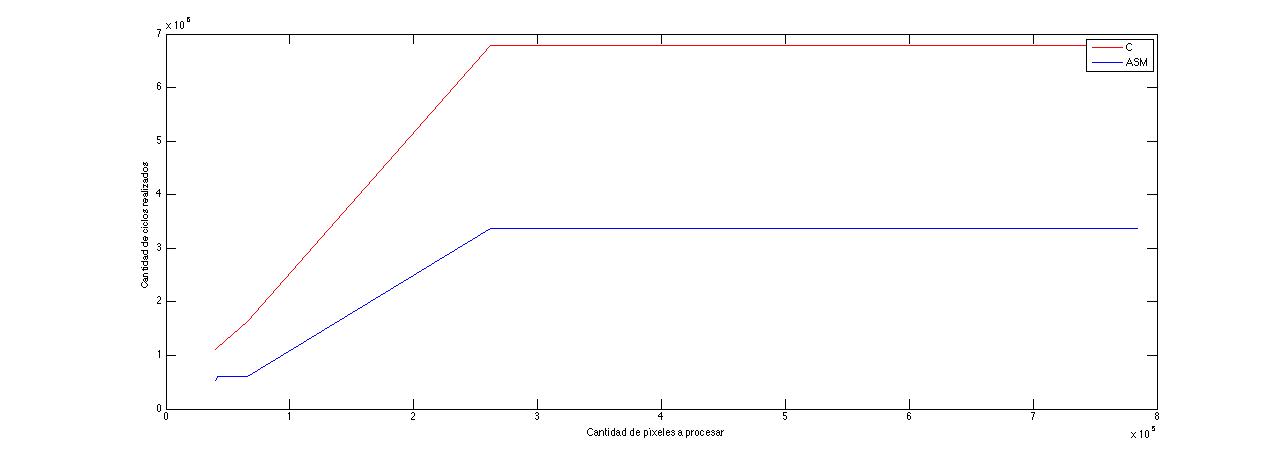 x 10^6
7
6
5
4
3
2
1
0
Cantidad de ciclos realizados
C
ASM
0 1 2 3 4 5 6 7 8
Cantidad de pixeles a procesar
x 10^5